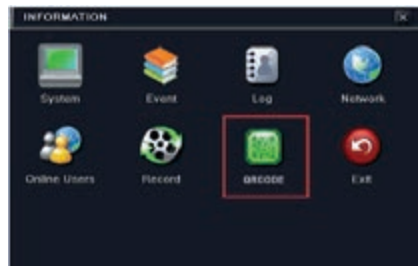 INFORMATION
System Event Log Network
Online Users Record QRCODE Exit